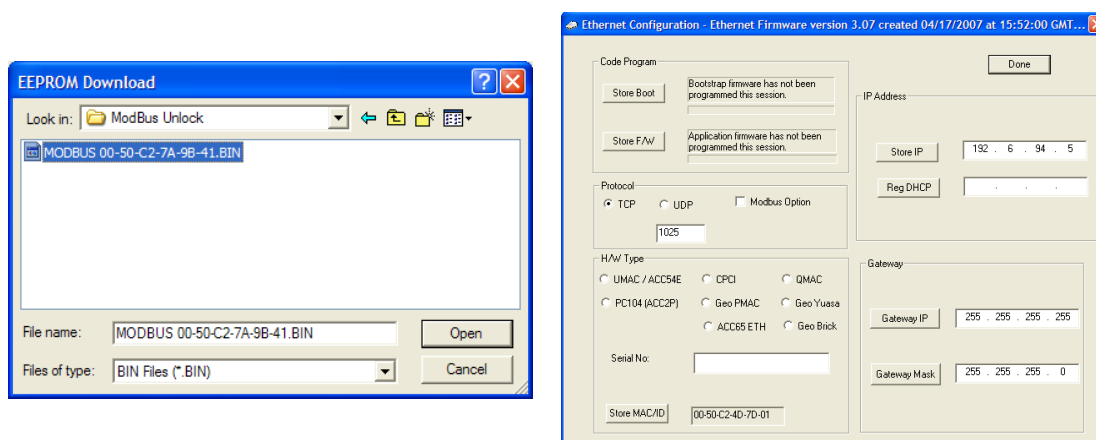 EEPROM Download
Look in: ModBus Unlock
MODBUS 00-50-C2-7A-9B-41.BIN
File name: MODBUS 00-50-C2-7A-9B-41.BIN Open
Files of type: BIN Files (*.BIN) Cancel
Ethernet Configuration - Ethernet Firmware version 3.07 created 04/17/2007 at 15:52:00 GMT...
Done
Code Program
Store Boot
Bootstrap firmware has not been
programmed this session.
Store F/W
Application firmware has not been
programmed this session.
Protocol
TCP UDP Modbus Option
1025
H/W Type
UMAC / ACC54E CPCI QMAC
PC104 (ACC2P) Geo PMAC Geo Yuasa
ACC65 ETH Geo Brick
Serial No:
Store MAC/ID 00-50-C2-4D-7D-01
IP Address
Store IP 192 . 6 . 94 . 5
Reg DHCP . . .
Gateway
Gateway IP 255 . 255 . 255 . 255
Gateway Mask 255 . 255 . 255 . 0